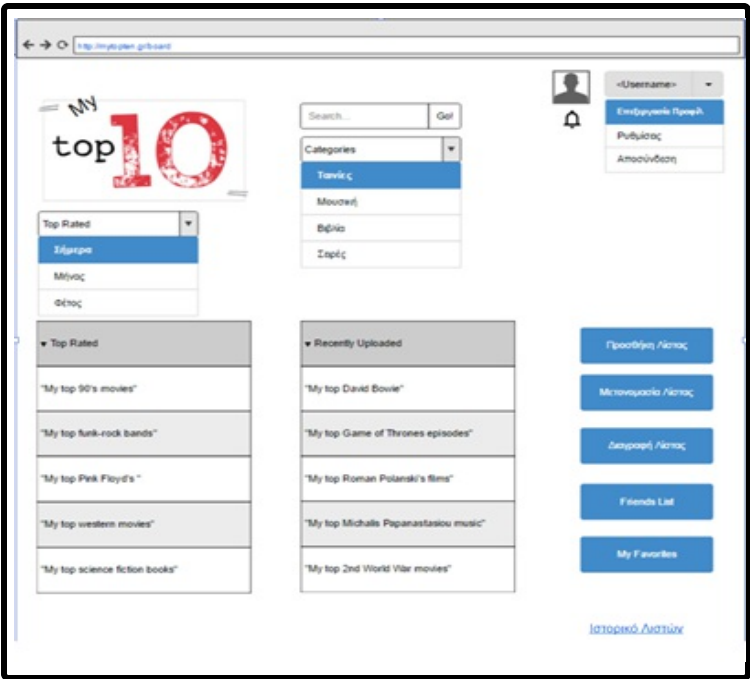 http://mytopten.gr/board
My
top10
Search...
Go!
<Username>
Επεξεργασία Προφίλ
Ρυθμίσεις
Αποσύνδεση
Categories
Ταινίες
Μουσική
Βιβλία
Σειρές
Top Rated
Σήμερα
Μήνας
Φέτος
Top Rated
"My top 90's movies"
"My top funk-rock bands"
"My top Pink Floyd's "
"My top western movies"
"My top science fiction books"
Recently Uploaded
"My top David Bowie"
"My top Game of Thrones episodes"
"My top Roman Polanski's films"
"My top Michalis Papanastasiou music"
"My top 2nd World War movies"
Προσθήκη Λίστας
Μετονομασία Λίστας
Διαγραφή Λίστας
Friends List
My Favorites
Ιστορικό Λιστών